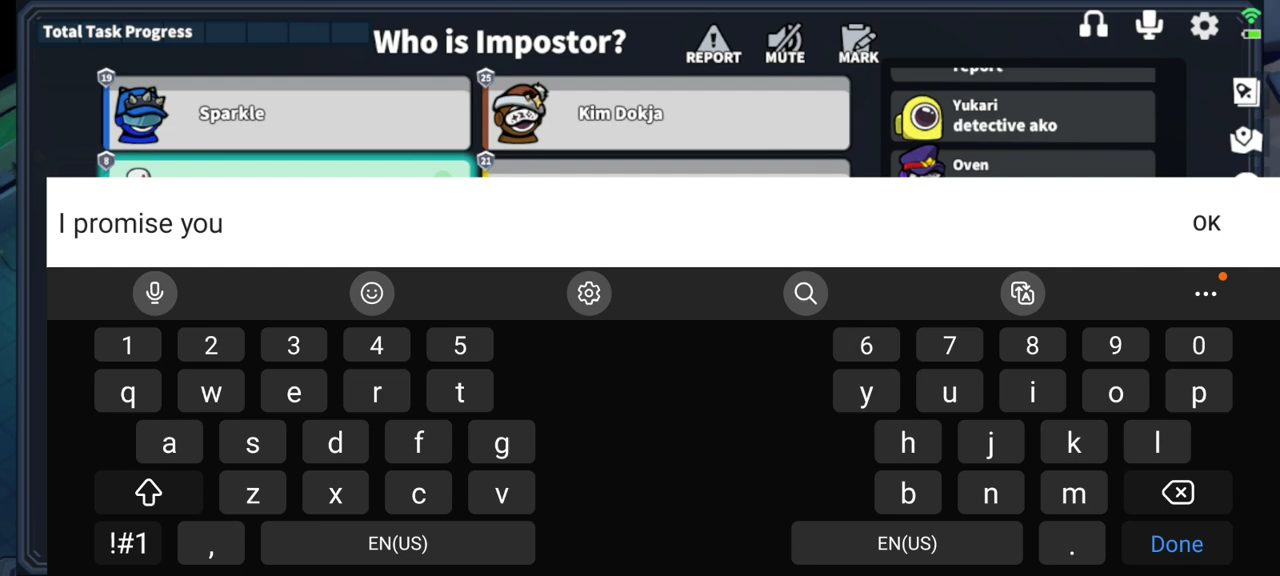 Total Task Progress
Who is Impostor?
REPORT
MUTE
MARK
report
19
Sparkle
25
Kim Dokja
Yukari
detective ako
8
21
Oven
I promise you
OK
1 2 3 4 5 6 7 8 9 0
q w e r t y u i o p
a s d f g h j k l
z x c v b n m
!#1 , EN(US) EN(US) . Done